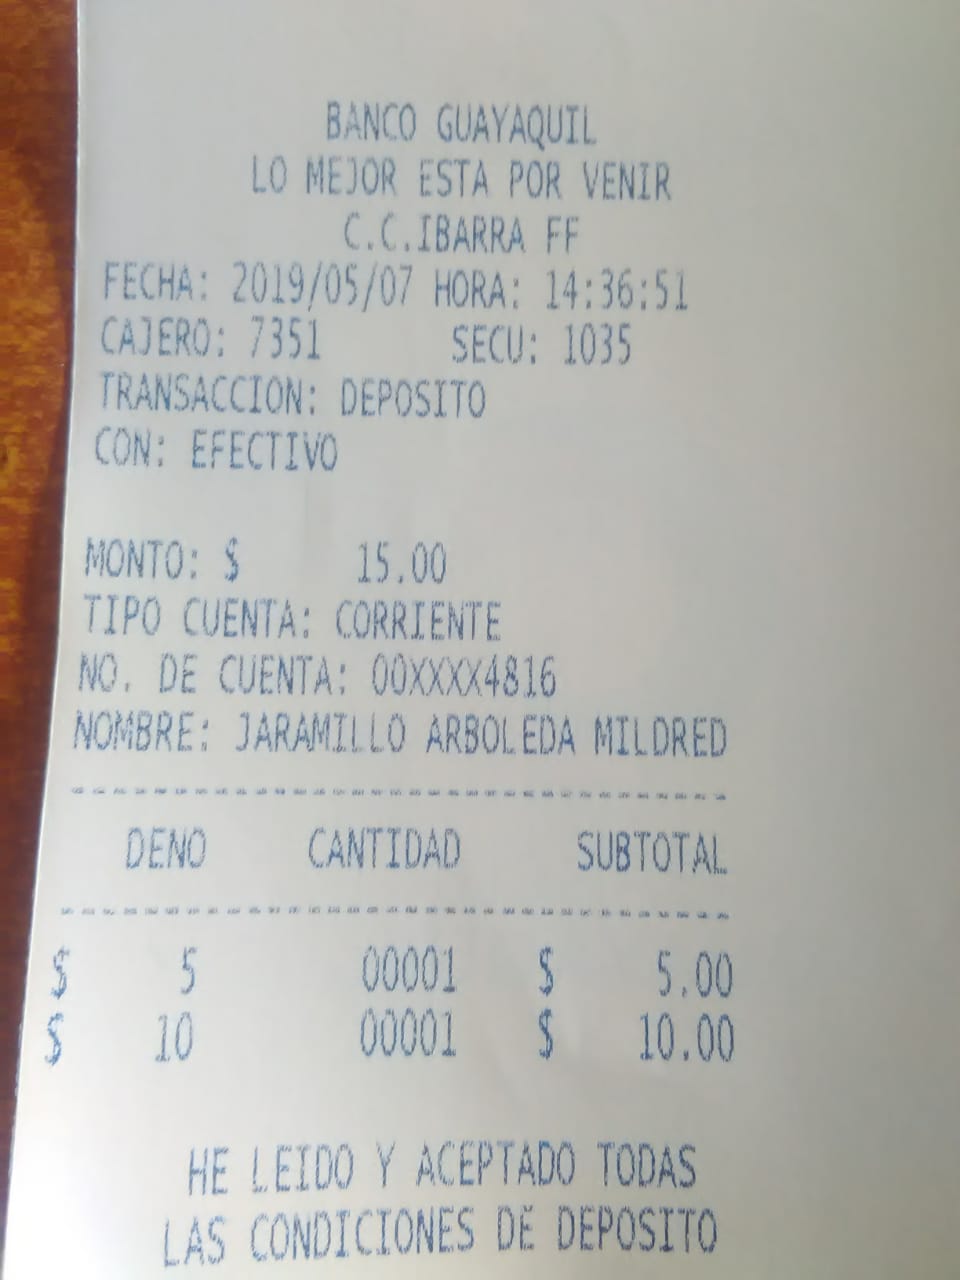 BANCO GUAYAQUIL
LO MEJOR ESTA POR VENIR
C.C.IBARRA FF
FECHA: 2019/05/07 HORA: 14:36:51
CAJERO: 7351 SECU: 1035
TRANSACCION: DEPOSITO
CON: EFECTIVO
MONTO: $ 15.00
TIPO CUENTA: CORRIENTE
NO. DE CUENTA: 00XXXX4816
NOMBRE: JARAMILLO ARBOLEDA MILDRED
DENO CANTIDAD SUBTOTAL
$ 5 00001 $ 5.00
$ 10 00001 $ 10.00
HE LEIDO Y ACEPTADO TODAS
LAS CONDICIONES DE DEPOSITO